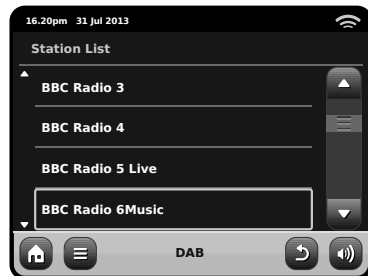 16.20pm 31 Jul 2013
Station List
BBC Radio 3
BBC Radio 4
BBC Radio 5 Live
BBC Radio 6Music
DAB